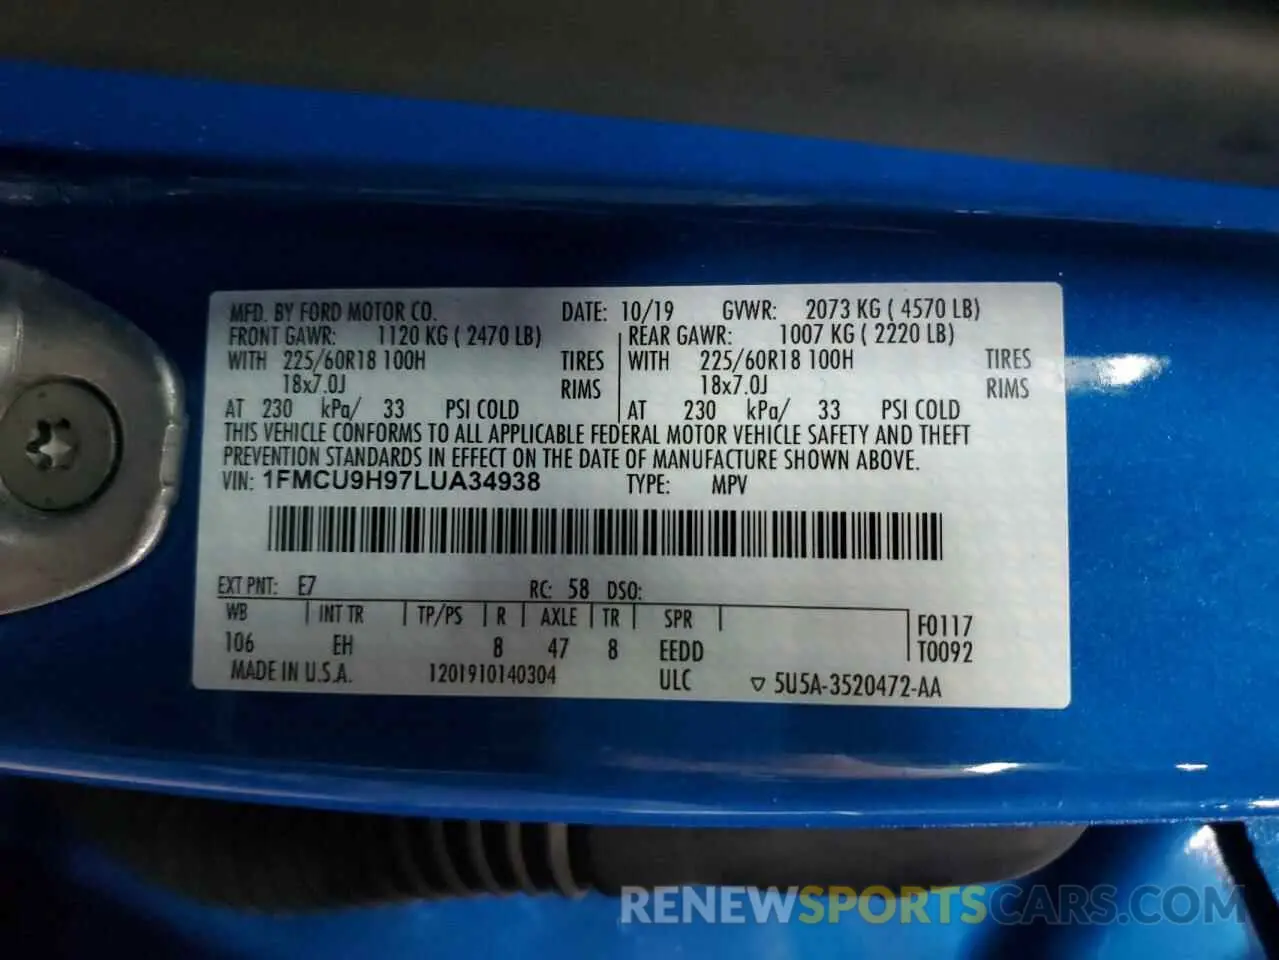 MFD. BY FORD MOTOR CO. DATE: 10/19 GVWR: 2073 KG ( 4570 LB)
FRONT GAWR: 1120 KG ( 2470 LB) REAR GAWR: 1007 KG ( 2220 LB)
WITH 225/60R18 100H TIRES WITH 225/60R18 100H TIRES
18x7.0J RIMS 18x7.0J RIMS
AT 230 kPa/ 33 PSI COLD AT 230 kPa/ 33 PSI COLD
THIS VEHICLE CONFORMS TO ALL APPLICABLE FEDERAL MOTOR VEHICLE SAFETY AND THEFT
PREVENTION STANDARDS IN EFFECT ON THE DATE OF MANUFACTURE SHOWN ABOVE.
VIN: 1FMCU9H97LUA34938 TYPE: MPV
EXT PNT: E7 RC: 58 DSO:
WB INT TR TP/PS R AXLE TR SPR F0117
106 EH 8 47 8 EEDD T0092
MADE IN U.S.A. 1201910140304 ULC ▽ 5U5A-3520472-AA
RENEWSPORTSCARS.COM